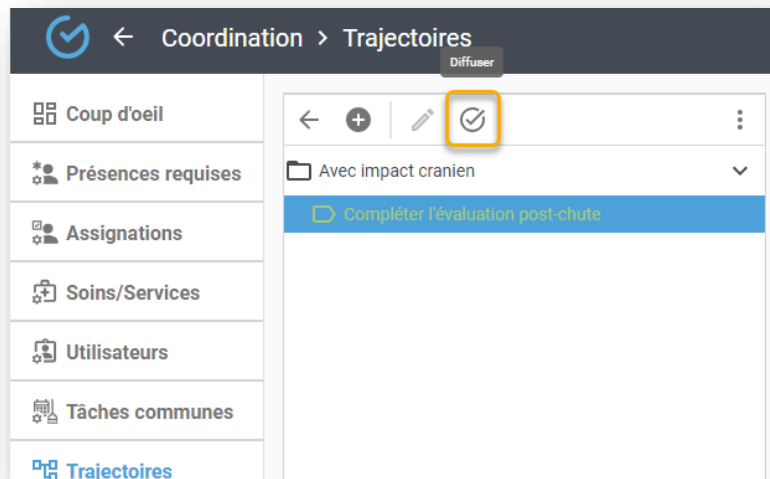 Coordination > Trajectoires
Diffuser
Coup d'oeil
Présences requises
Assignations
Soins/Services
Utilisateurs
Tâches communes
Trajectoires
Avec impact cranien
Compléter l'évaluation post-chute